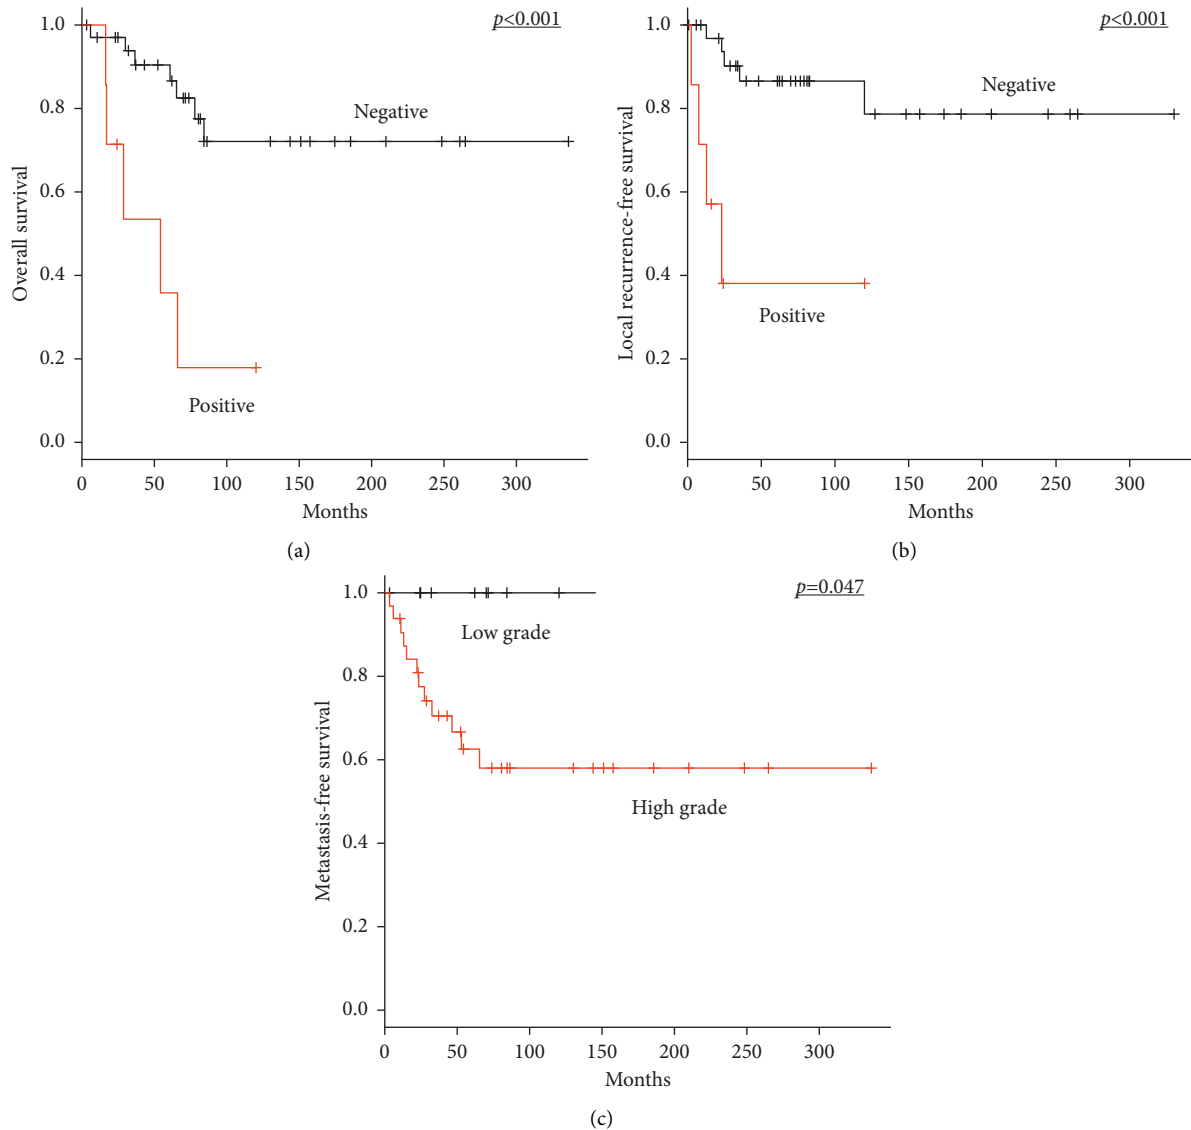 p<0.001
1.0
0.8
0.6
0.4
0.2
0.0
Overall survival
Negative
Positive
0 50 100 150 200 250 300
Months
(a)
p<0.001
1.0
0.8
0.6
0.4
0.2
0.0
Local recurrence-free survival
Negative
Positive
0 50 100 150 200 250 300
Months
(b)
p=0.047
1.0
0.8
0.6
0.4
0.2
0.0
Metastasis-free survival
Low grade
High grade
0 50 100 150 200 250 300
Months
(c)